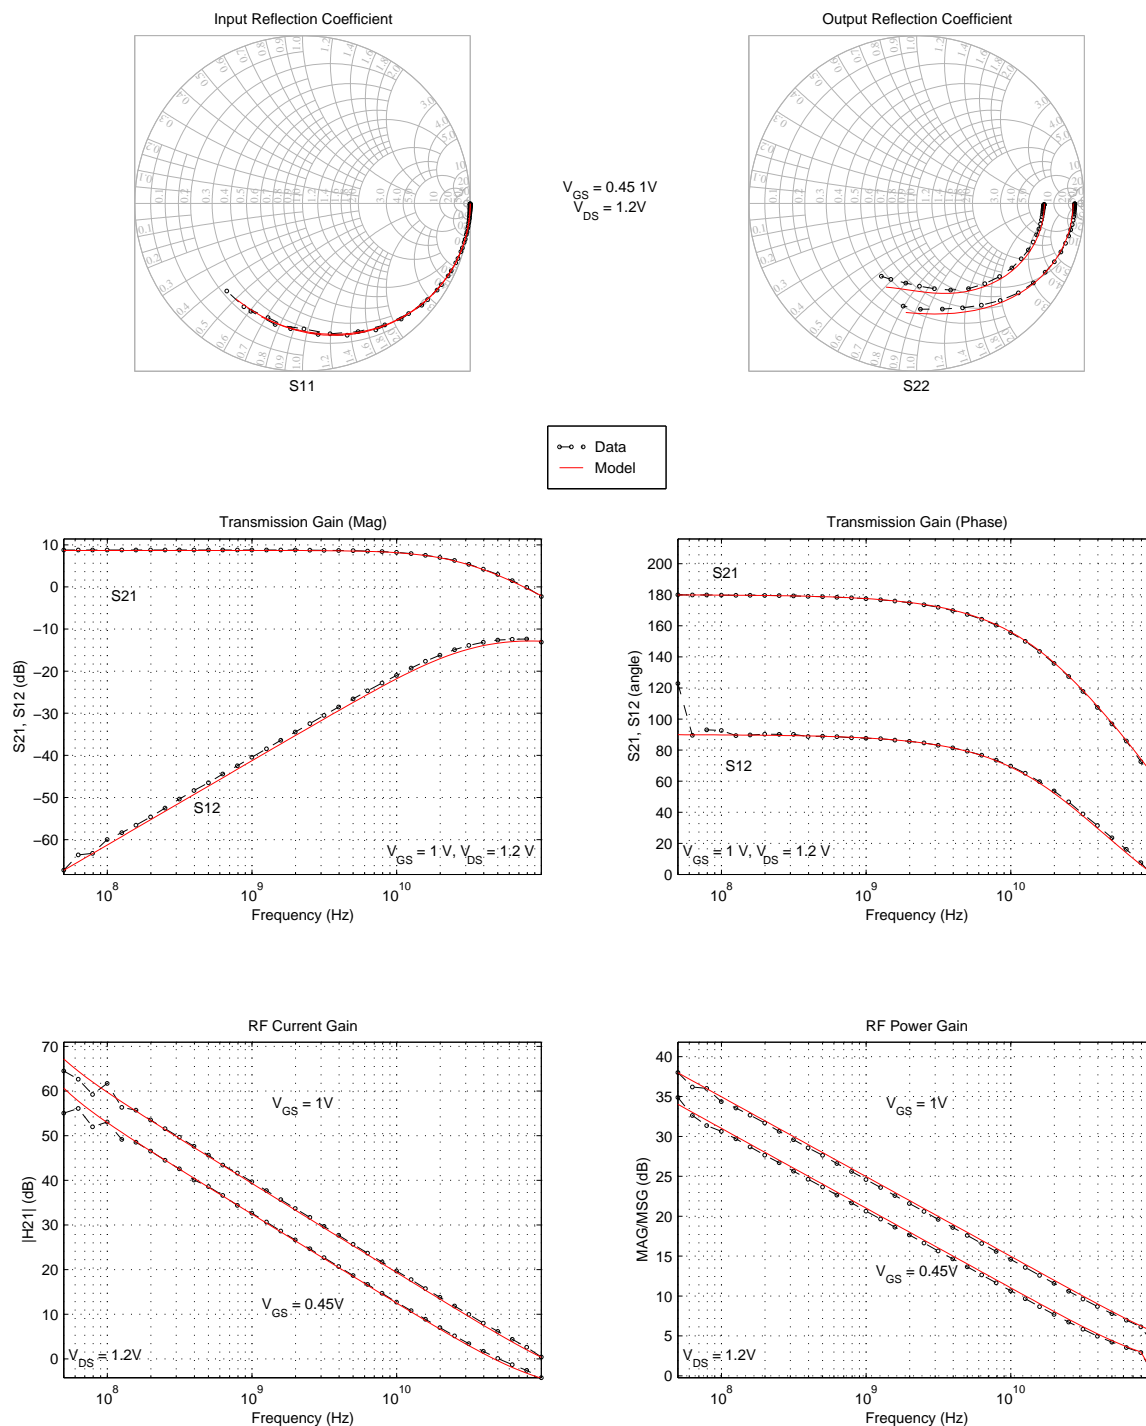 Input Reflection Coefficient
Output Reflection Coefficient
V_GS = 0.45 1V
V_DS = 1.2V
S11
S22
Data
Model
Transmission Gain (Mag)
10
0
−10
−20
−30
−40
−50
−60
S21, S12 (dB)
S21
S12
V_GS = 1 V, V_DS = 1.2 V
10^8
10^9
10^10
Frequency (Hz)
Transmission Gain (Phase)
200
180
160
140
120
100
80
60
40
20
0
S21, S12 (angle)
S21
S12
V_GS = 1 V, V_DS = 1.2 V
10^8
10^9
10^10
Frequency (Hz)
RF Current Gain
70
60
50
40
30
20
10
0
|H21| (dB)
V_GS = 1V
V_GS = 0.45V
V_DS = 1.2V
10^8
10^9
10^10
Frequency (Hz)
RF Power Gain
40
35
30
25
20
15
10
5
0
MAG/MSG (dB)
V_GS = 1V
V_GS = 0.45V
V_DS = 1.2V
10^8
10^9
10^10
Frequency (Hz)